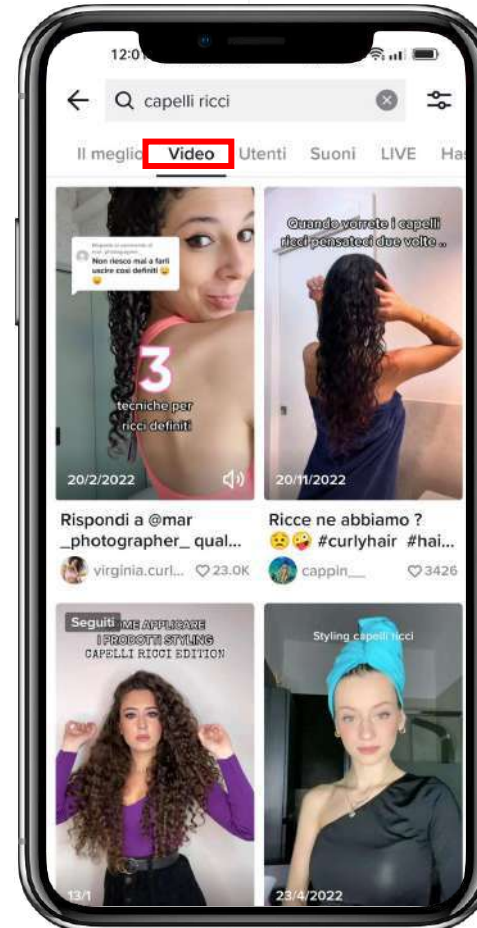 12:0
capelli ricci
Il meglio Video Utenti Suoni LIVE Has
Non riesco mai a farli
uscire così definiti 😄
😄
3
tecniche per
ricci definiti
20/2/2022
Quando vorrete i capelli
ricci pensateci due volte ..
20/11/2022
Rispondi a @mar
_photographer_ qual...
virginia.curl... 23.0K
Ricce ne abbiamo ?
😟🤪 #curlyhair #hai...
cappin__ 3426
Seguiti
COME APPLICARE
I PRODOTTI STYLING
CAPELLI RICCI EDITION
13/1
Styling capelli ricci
23/4/2022